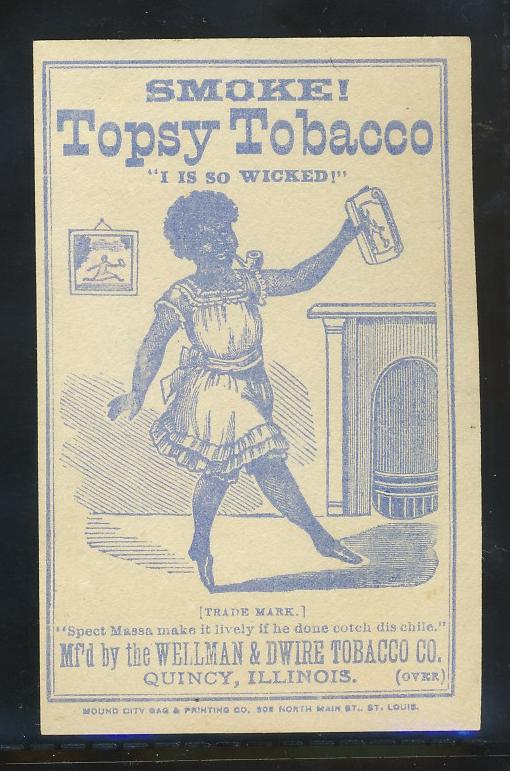 SMOKE!
Topsy Tobacco
"I IS SO WICKED!"
[TRADE MARK.]
"Spect Massa make it lively if he done cotch dis chile."
Mf'd by the WELLMAN & DWIRE TOBACCO CO.
QUINCY, ILLINOIS. (OVER)
MOUND CITY BAG & PRINTING CO. 305 NORTH MAIN ST., ST. LOUIS.